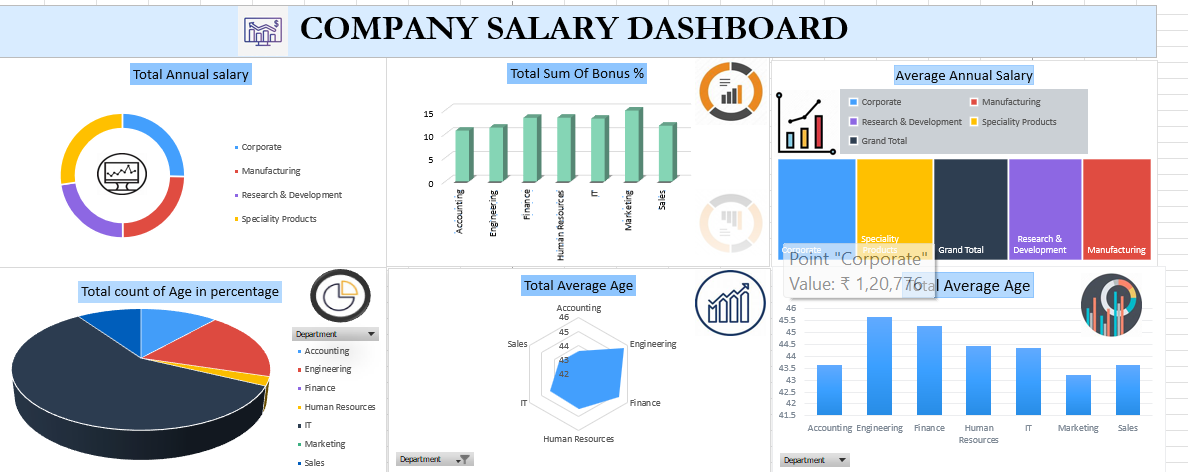 COMPANY SALARY DASHBOARD
Total Annual salary
Corporate
Manufacturing
Research & Development
Speciality Products
Total Sum Of Bonus %
15
10
5
0
Accounting
Engineering
Finance
Human Resources
IT
Marketing
Sales
Average Annual Salary
Corporate
Manufacturing
Research & Development
Speciality Products
Grand Total
Corporate
Speciality
Products
Grand Total
Research &
Development
Manufacturing
Point "Corporate"
Value: ₹ 1,20,776
Total count of Age in percentage
Department
Accounting
Engineering
Finance
Human Resources
IT
Marketing
Sales
Total Average Age
Accounting
46
45
44
43
42
Sales
Engineering
IT
Finance
Human Resources
Department
Total Average Age
46
45.5
45
44.5
44
43.5
43
42.5
42
41.5
Accounting
Engineering
Finance
Human
Resources
IT
Marketing
Sales
Department